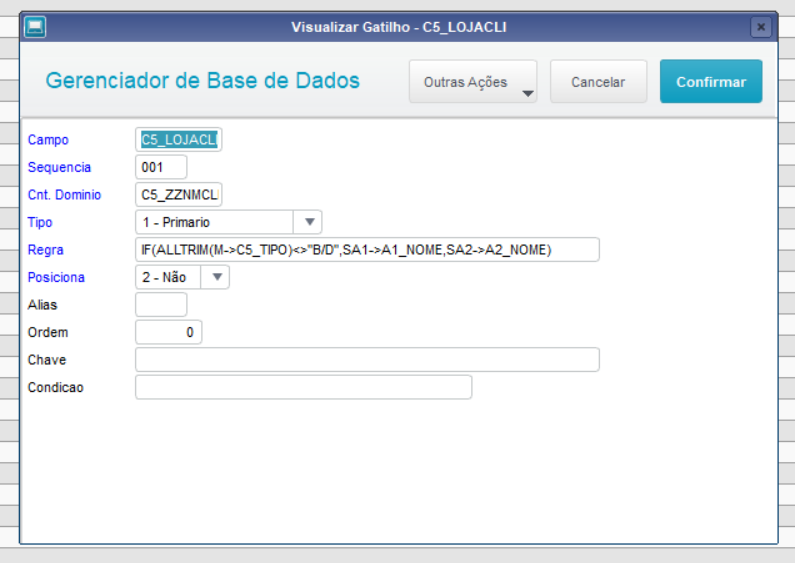 Visualizar Gatilho - C5_LOJACLI
Gerenciador de Base de Dados
Outras Ações
Cancelar
Confirmar
Campo C5_LOJACLI
Sequencia 001
Cnt. Dominio C5_ZZNMCL
Tipo 1 - Primario
Regra IF(ALLTRIM(M->C5_TIPO)<>"B/D",SA1->A1_NOME,SA2->A2_NOME)
Posiciona 2 - Não
Alias
Ordem 0
Chave
Condicao